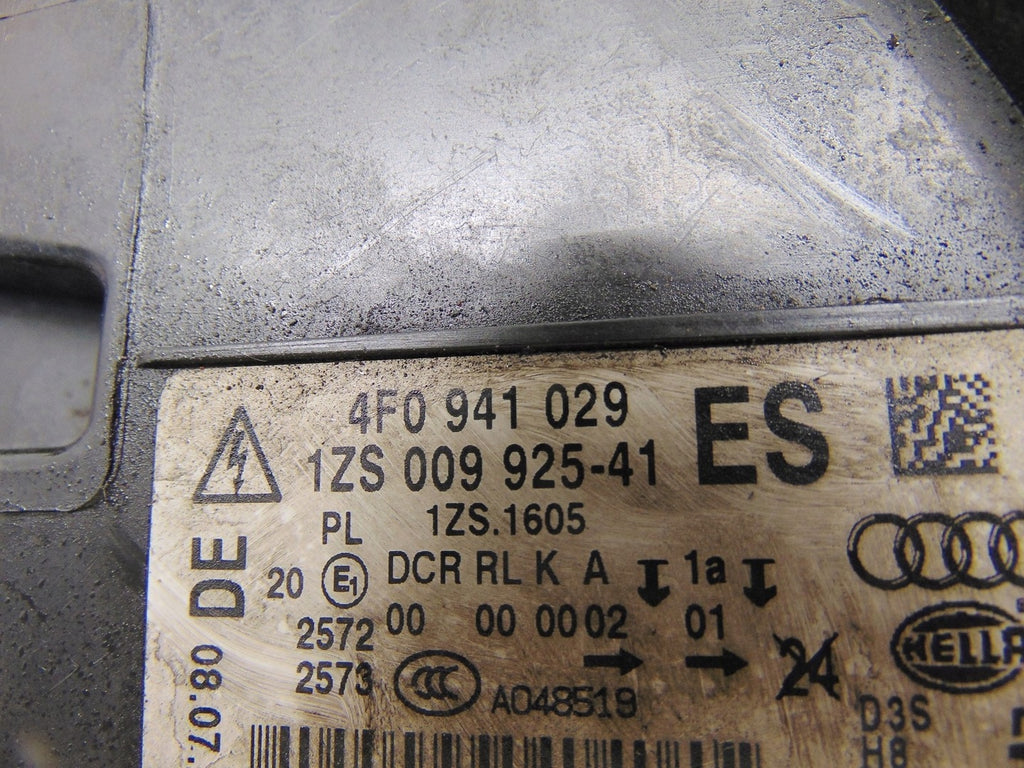 4F0 941 029
1ZS 009 925-41
ES
PL 1ZS.1605
DE
20 E1 DCR RL K A 1a
2572 00 00 0002 01
2573 CCC A048519 24
08.07.
HELLA
D3S
H8